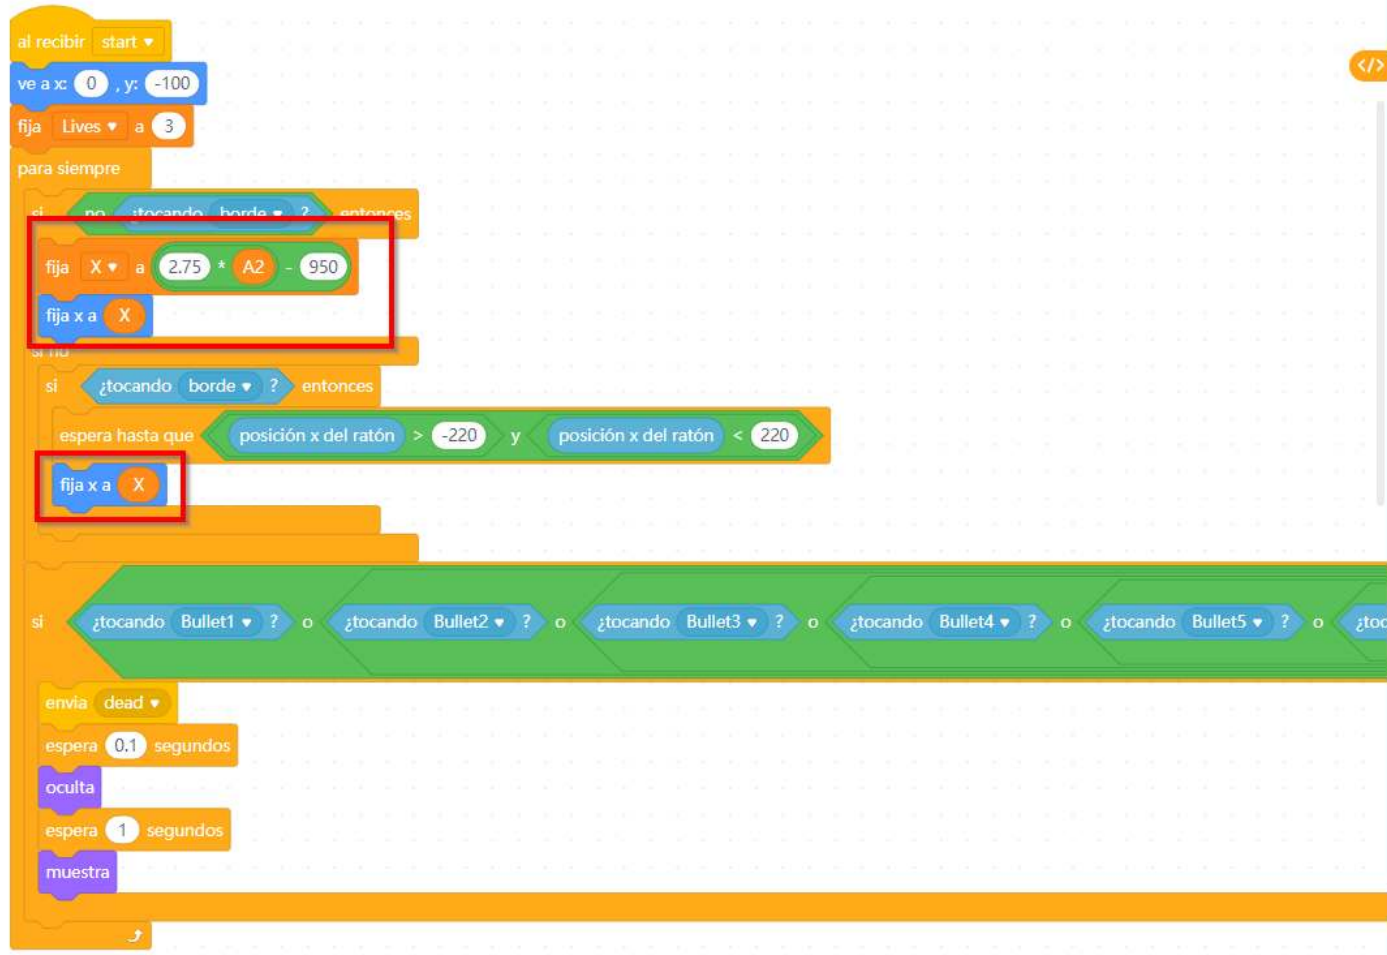 al recibir start
</>
ve a x: 0 , y: -100
fija Lives a 3
para siempre
si no ¿tocando borde ? entonces
fija X a 2.75 * A2 - 950
fija x a X
si no
si ¿tocando borde ? entonces
espera hasta que posición x del ratón > -220 y posición x del ratón < 220
fija x a X
si ¿tocando Bullet1 ? o ¿tocando Bullet2 ? o ¿tocando Bullet3 ? o ¿tocando Bullet4 ? o ¿tocando Bullet5 ? o ¿toc
envía dead
espera 0.1 segundos
oculta
espera 1 segundos
muestra